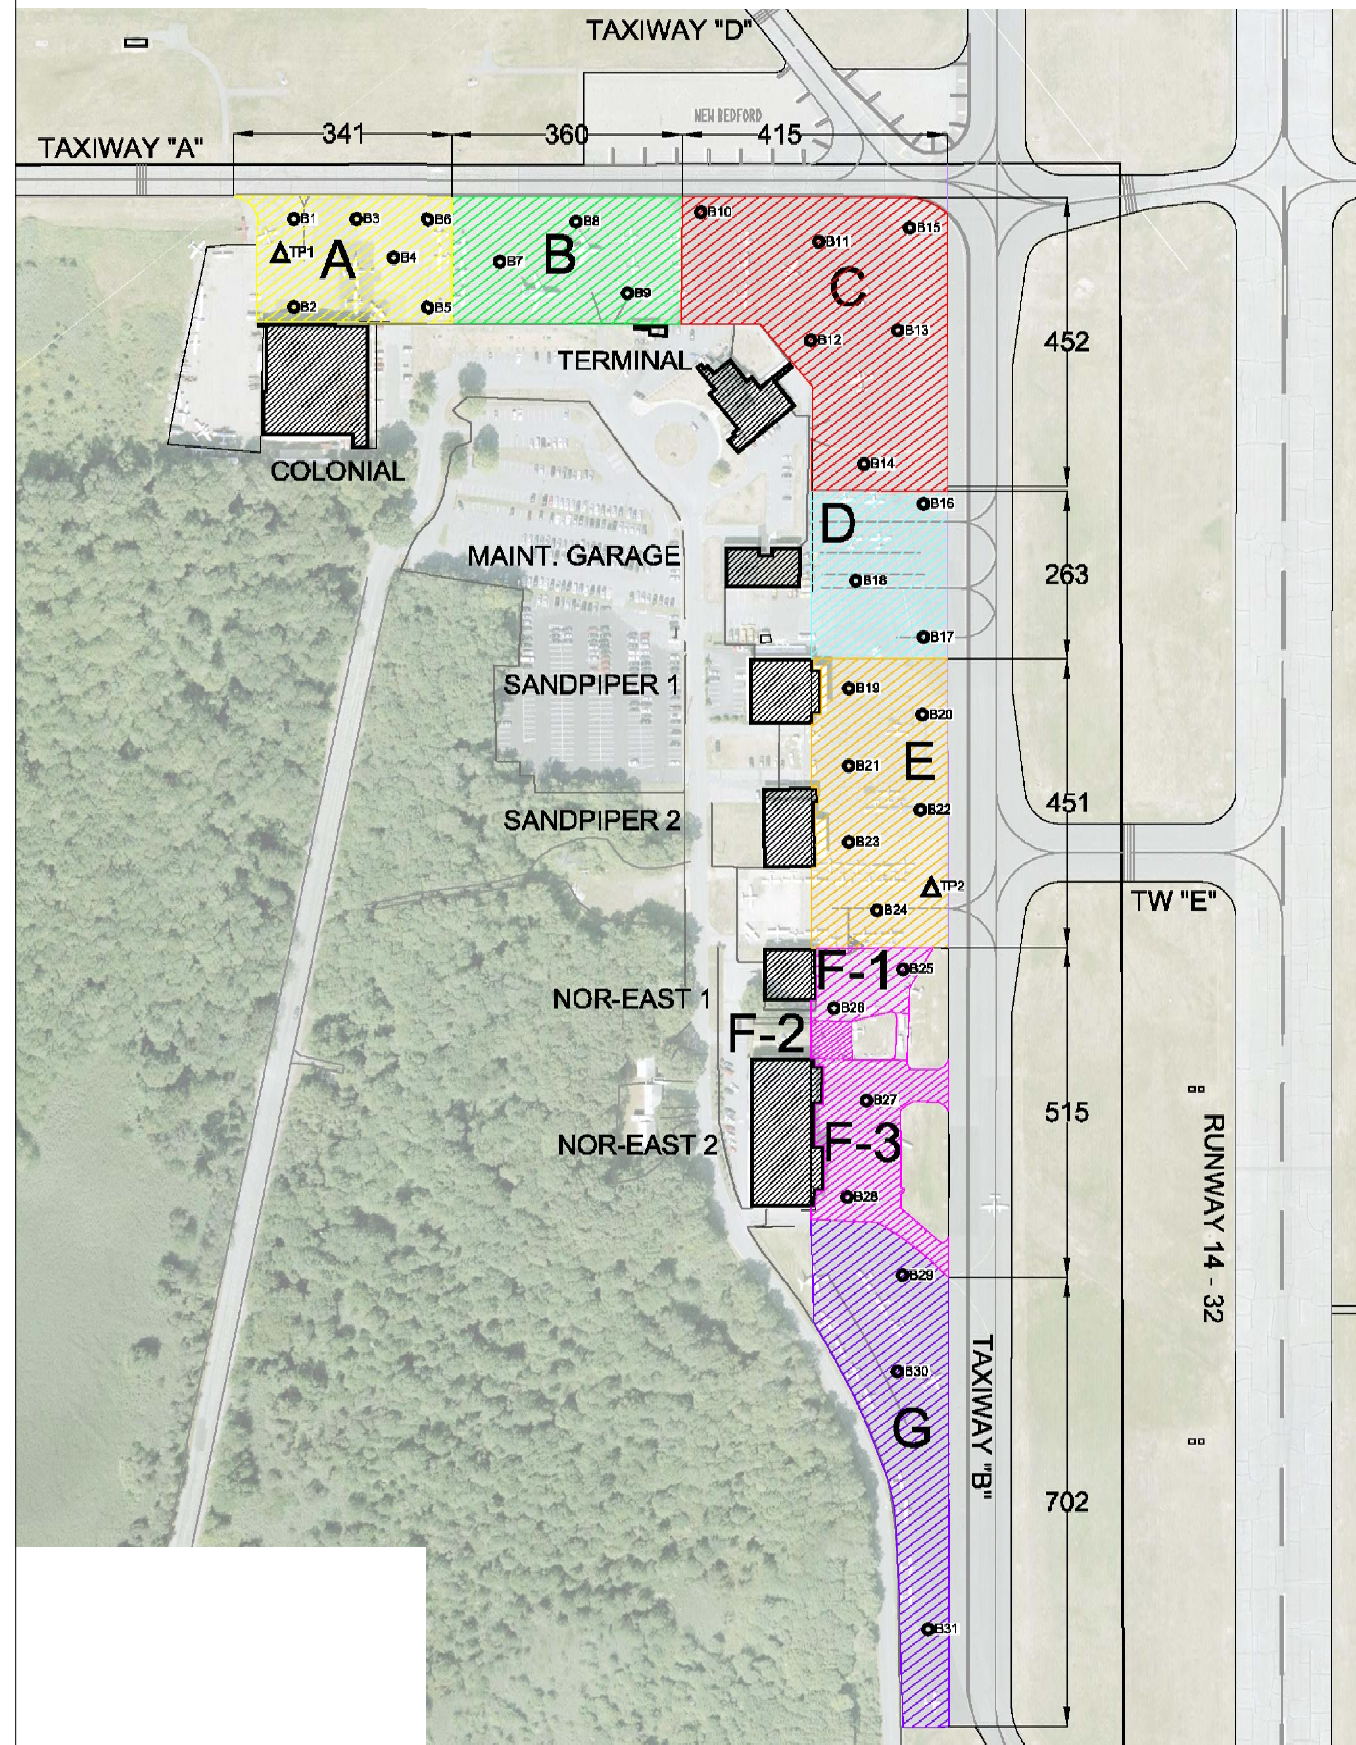 TAXIWAY "D"
NEW BEDFORD
341
360
415
TAXIWAY "A"
B1
B3
B6
B8
B10
B15
B11
TP1
A
B4
B7
B
B9
C
B2
B5
B12
B13
452
TERMINAL
COLONIAL
B14
B16
D
MAINT. GARAGE
B18
263
B17
SANDPIPER 1
B19
B20
B21
E
451
B22
SANDPIPER 2
B23
TP2
TW "E"
B24
F-1
B25
NOR-EAST 1
B26
F-2
B27
515
NOR-EAST 2
F-3
B28
RUNWAY 14 - 32
B29
B30
TAXIWAY "B"
G
702
B31